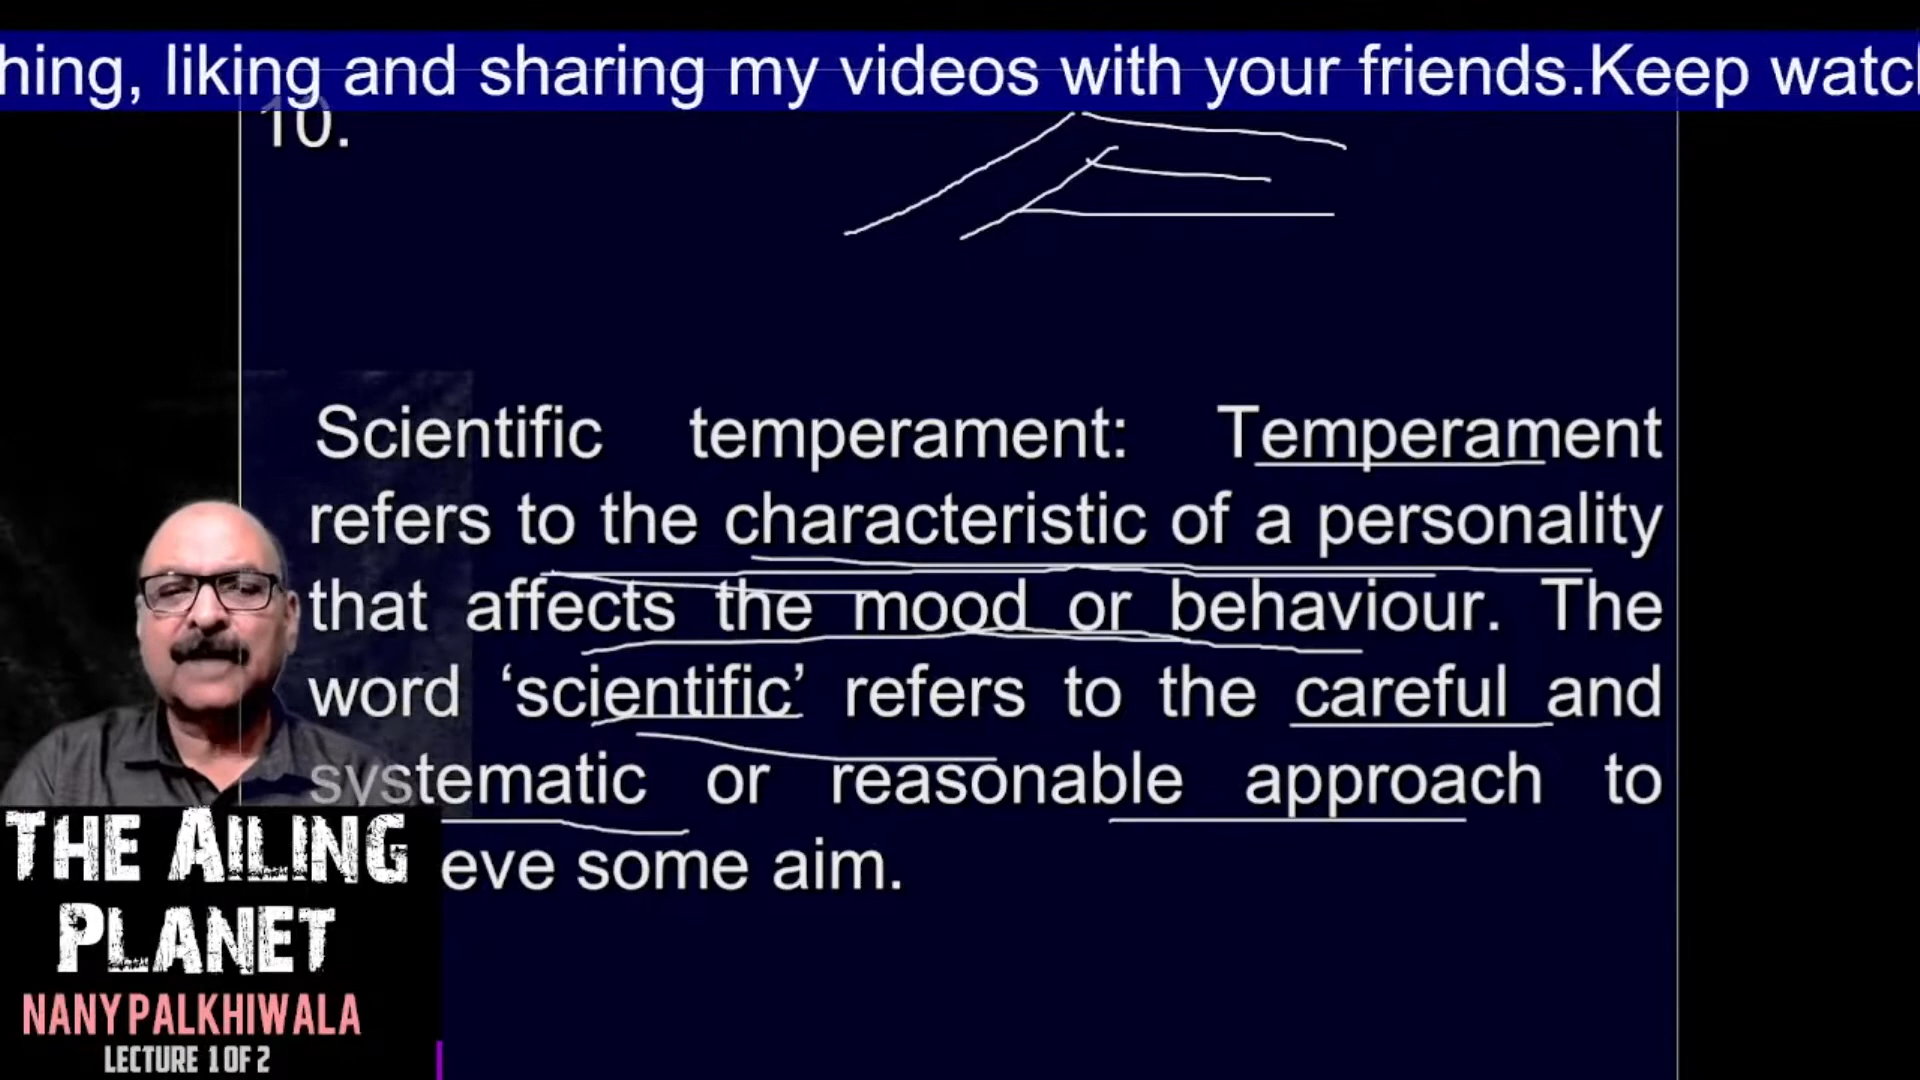 hing, liking and sharing my videos with your friends.Keep watc
10.
Scientific temperament: Temperament
refers to the characteristic of a personality
that affects the mood or behaviour. The
word ‘scientific’ refers to the careful and
systematic or reasonable approach to
eve some aim.
THE AILING
PLANET
NANY PALKHIWALA
LECTURE 1 OF 2